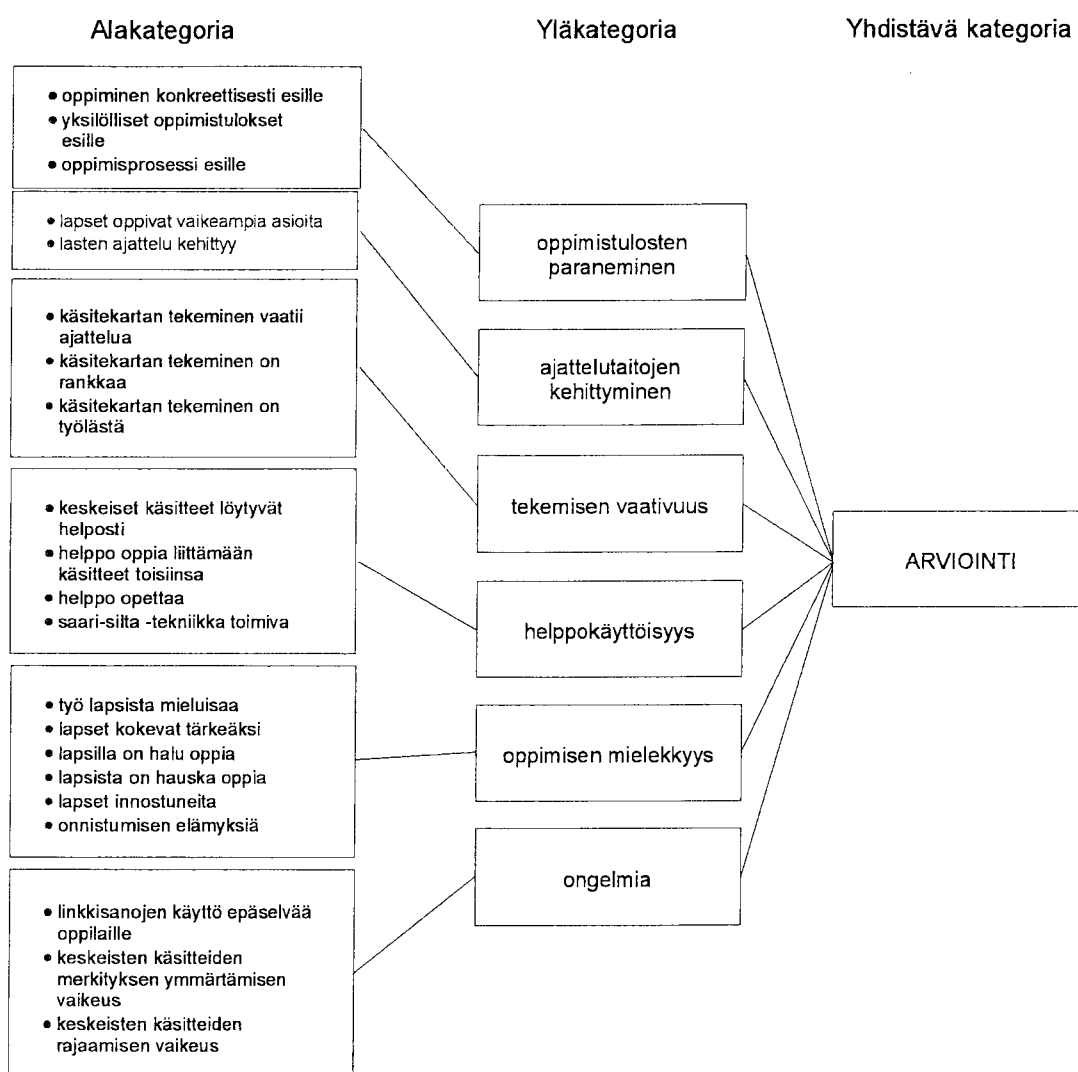 Alakategoria
Yläkategoria
Yhdistävä kategoria
• oppiminen konkreettisesti esille
• yksilölliset oppimistulokset
esille
• oppimisprosessi esille
• lapset oppivat vaikeampia asioita
• lasten ajattelu kehittyy
• käsitekartan tekeminen vaatii
ajattelua
• käsitekartan tekeminen on
rankkaa
• käsitekartan tekeminen on
työlästä
• keskeiset käsitteet löytyvät
helposti
• helppo oppia liittämään
käsitteet toisiinsa
• helppo opettaa
• saari-silta -tekniikka toimiva
• työ lapsista mieluisaa
• lapset kokevat tärkeäksi
• lapsilla on halu oppia
• lapsista on hauska oppia
• lapset innostuneita
• onnistumisen elämyksiä
• linkkisanojen käyttö epäselvää
oppilaille
• keskeisten käsitteiden
merkityksen ymmärtämisen
vaikeus
• keskeisten käsitteiden
rajaamisen vaikeus
oppimistulosten
paraneminen
ajattelutaitojen
kehittyminen
tekemisen vaativuus
helppokäyttöisyys
oppimisen mielekkyys
ongelmia
ARVIOINTI